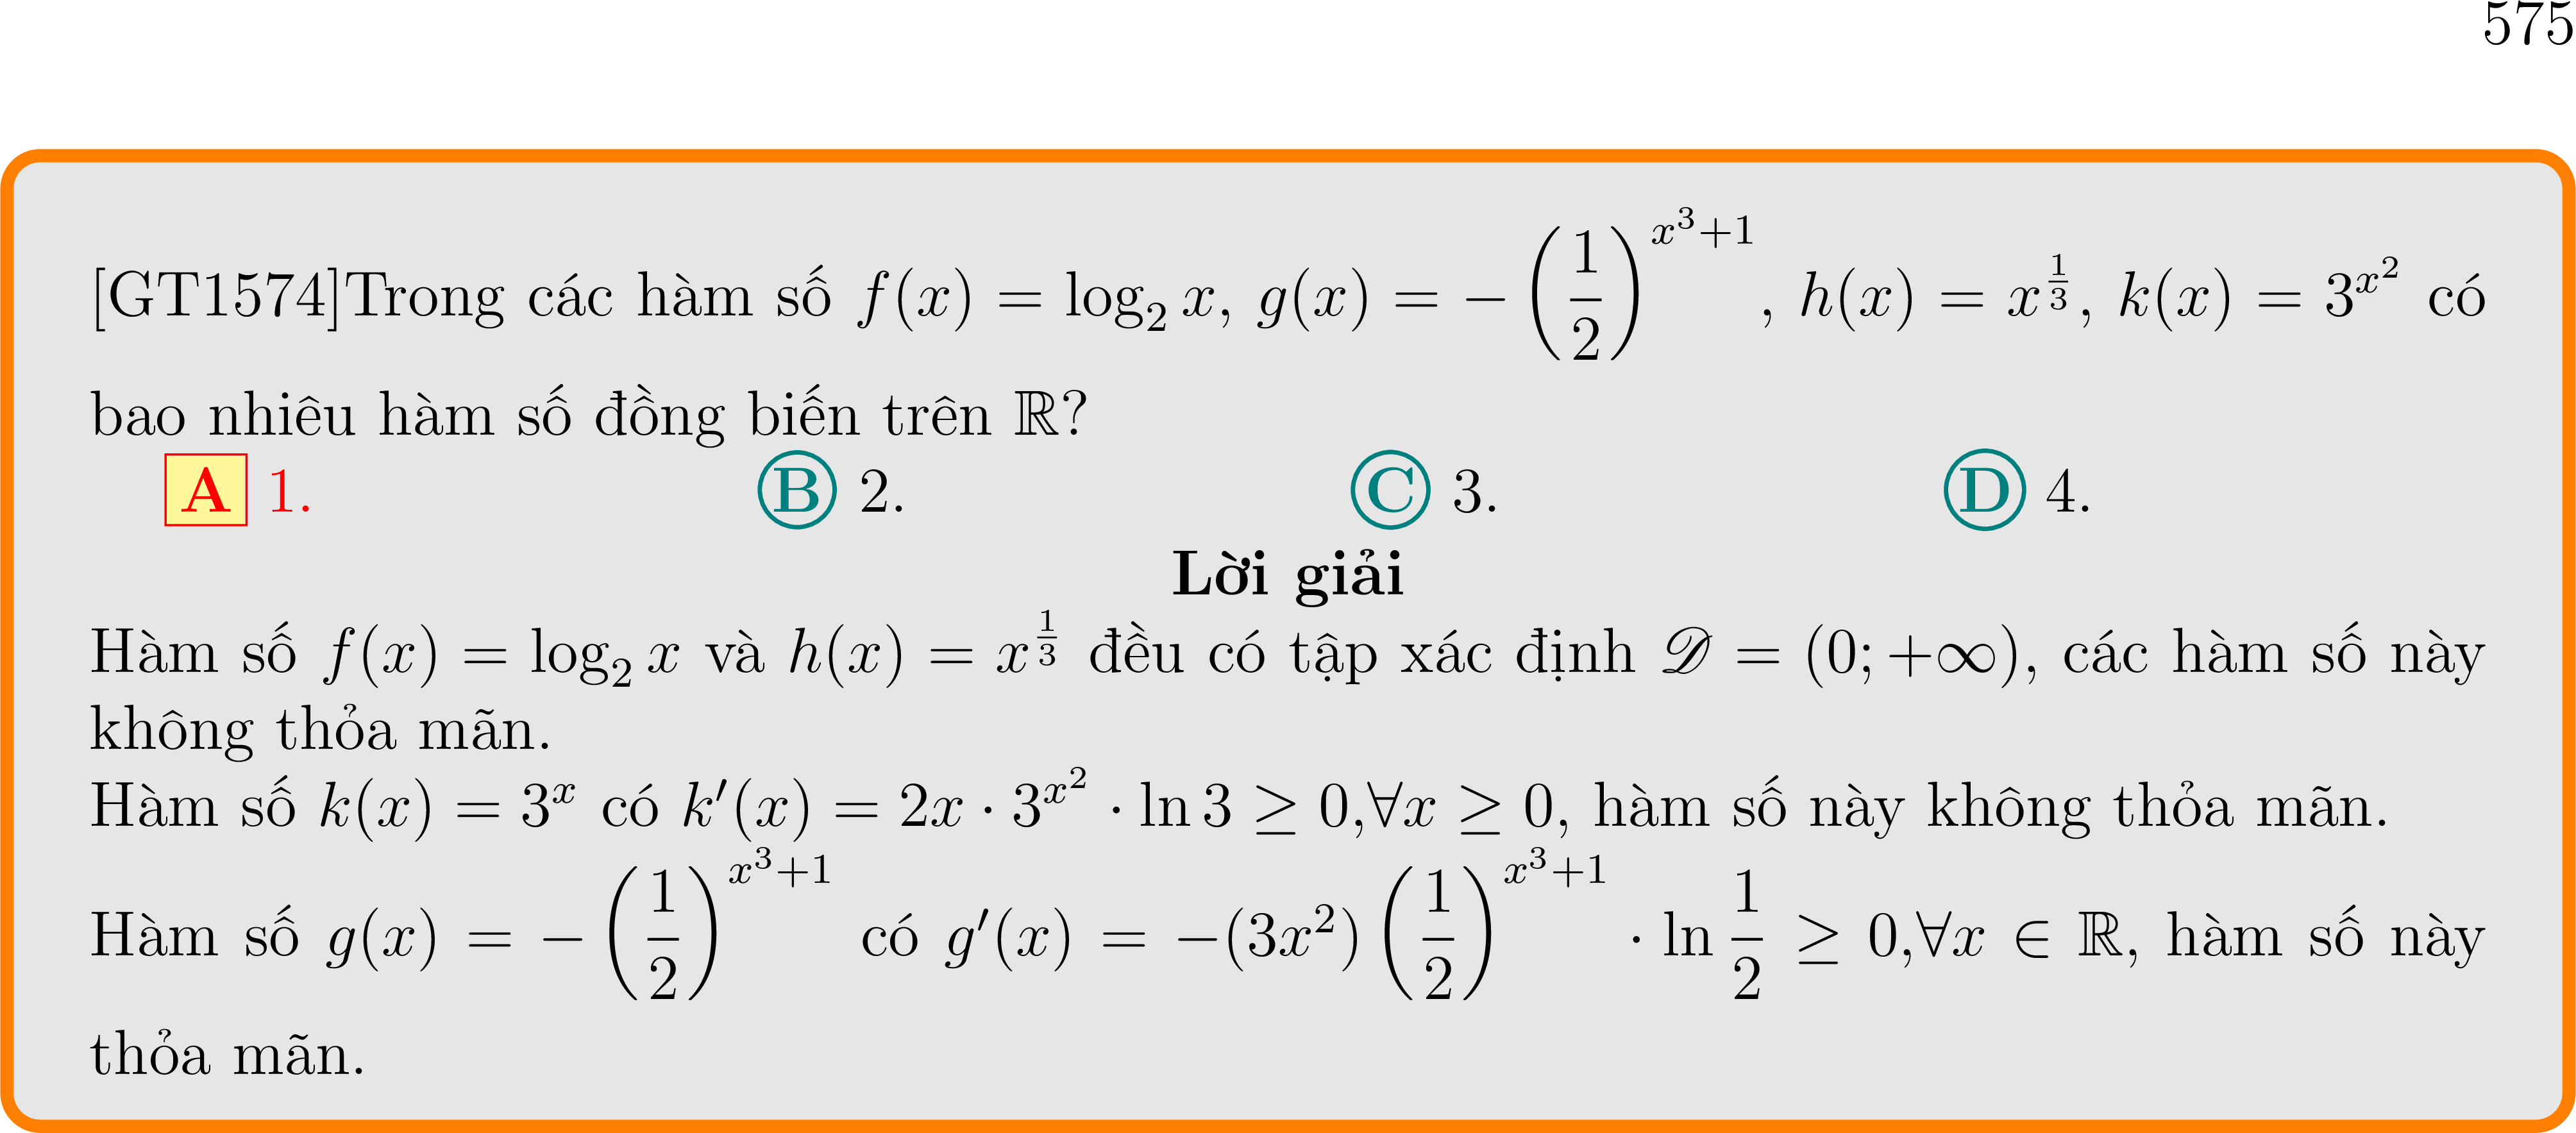 575
[GT1574]Trong các hàm số $f(x) = \log_2 x$, $g(x) = -\left(\dfrac{1}{2}\right)^{x^3+1}$, $h(x) = x^{\frac{1}{3}}$, $k(x) = 3^{x^2}$ có
bao nhiêu hàm số đồng biến trên $\mathbb{R}$?
A 1. B 2. C 3. D 4.
Lời giải
Hàm số $f(x) = \log_2 x$ và $h(x) = x^{\frac{1}{3}}$ đều có tập xác định $\mathscr{D} = (0; +\infty)$, các hàm số này
không thỏa mãn.
Hàm số $k(x) = 3^x$ có $k'(x) = 2x \cdot 3^{x^2} \cdot \ln 3 \geq 0, \forall x \geq 0$, hàm số này không thỏa mãn.
Hàm số $g(x) = -\left(\dfrac{1}{2}\right)^{x^3+1}$ có $g'(x) = -(3x^2)\left(\dfrac{1}{2}\right)^{x^3+1} \cdot \ln \dfrac{1}{2} \geq 0, \forall x \in \mathbb{R}$, hàm số này
thỏa mãn.